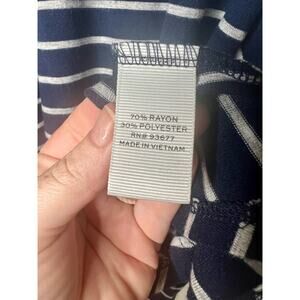 70% RAYON
30% POLYESTER
RN# 93677
MADE IN VIETNAM